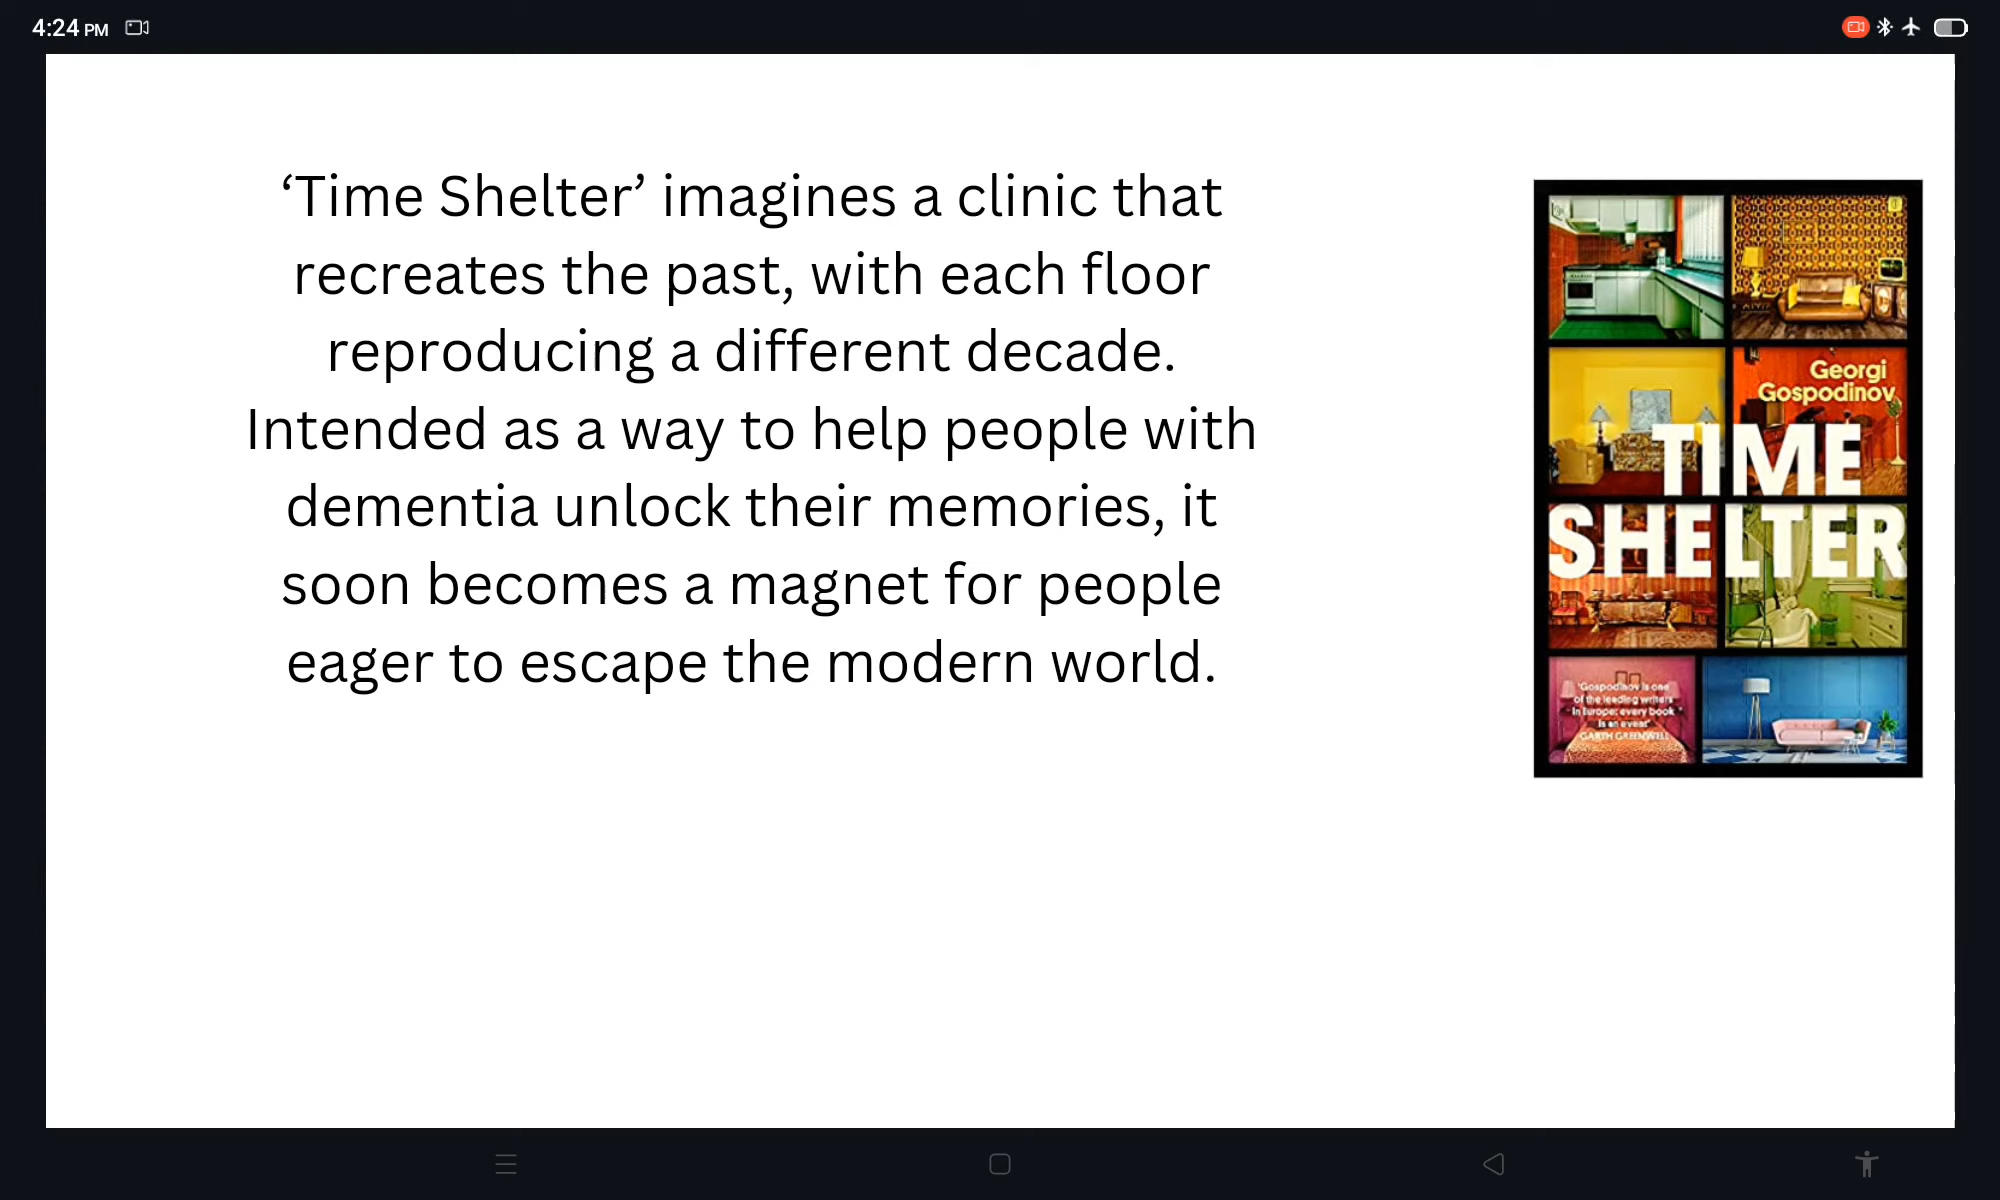 4:24 PM
‘Time Shelter’ imagines a clinic that
recreates the past, with each floor
reproducing a different decade.
Intended as a way to help people with
dementia unlock their memories, it
soon becomes a magnet for people
eager to escape the modern world.
Georgi
Gospodinov
TIME
SHELTER
'Gospodinov is one
of the leading writers
in Europe: every book
is an event'
GARTH GREENWELL